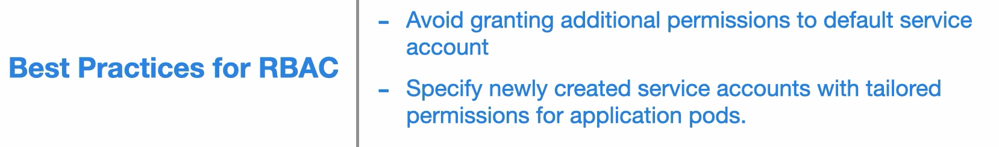 Best Practices for RBAC
- Avoid granting additional permissions to default service
account
- Specify newly created service accounts with tailored
permissions for application pods.